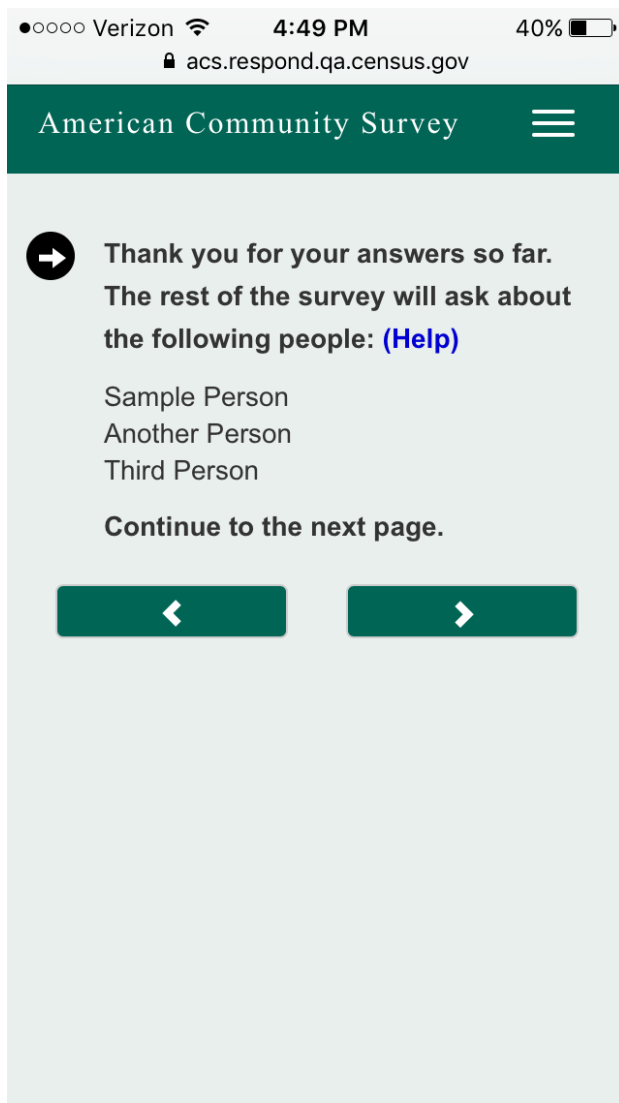 Verizon 4:49 PM 40%
acs.respond.qa.census.gov
American Community Survey
Thank you for your answers so far.
The rest of the survey will ask about
the following people: (Help)
Sample Person
Another Person
Third Person
Continue to the next page.